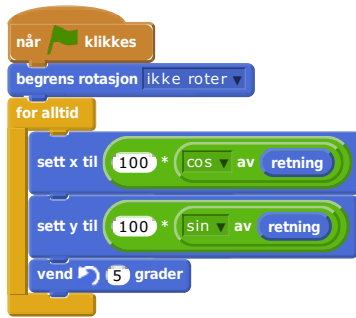 når klikkes
begrens rotasjon ikke roter
for alltid
sett x til 100 * cos av retning
sett y til 100 * sin av retning
vend 5 grader